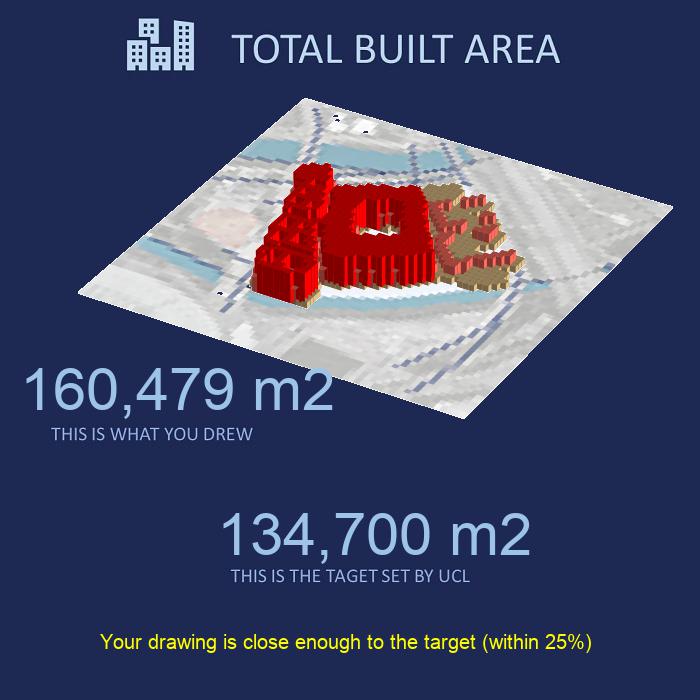 TOTAL BUILT AREA
160,479 m2
THIS IS WHAT YOU DREW
134,700 m2
THIS IS THE TAGET SET BY UCL
Your drawing is close enough to the target (within 25%)